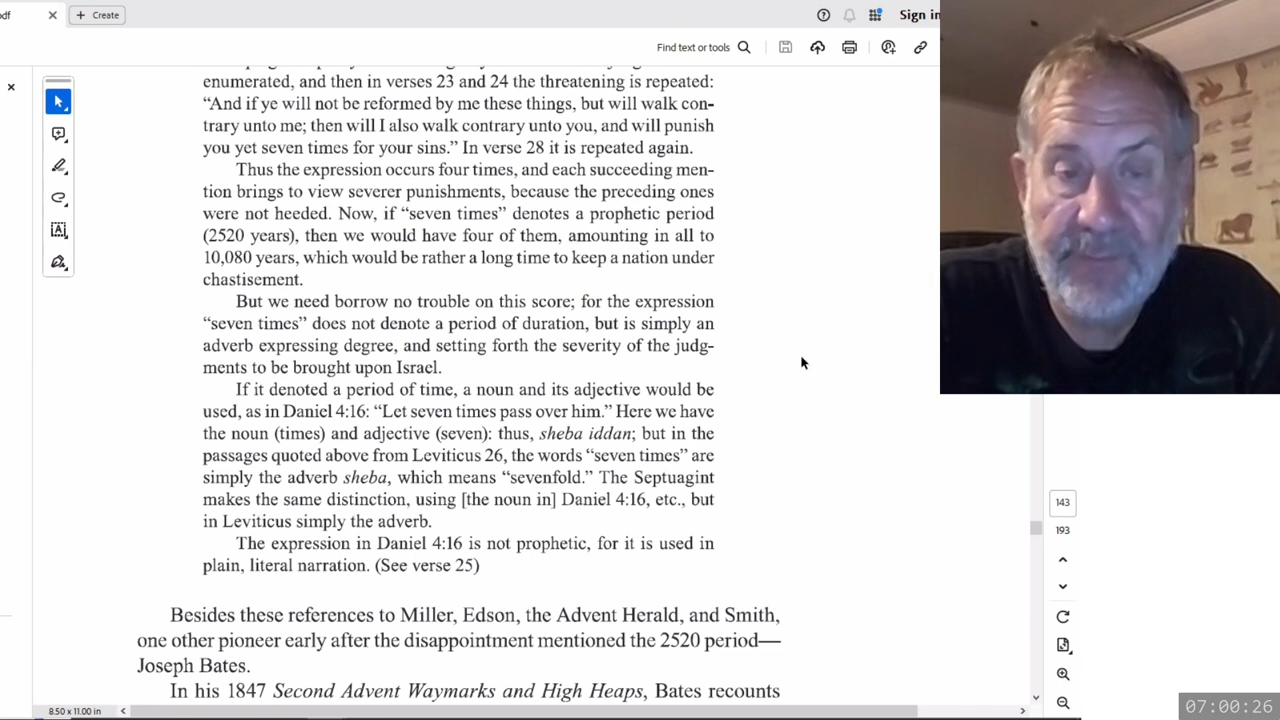 odf
Create
Sign in
Find text or tools
enumerated, and then in verses 23 and 24 the threatening is repeated:
“And if ye will not be reformed by me these things, but will walk con-
trary unto me; then will I also walk contrary unto you, and will punish
you yet seven times for your sins.” In verse 28 it is repeated again.
Thus the expression occurs four times, and each succeeding men-
tion brings to view severer punishments, because the preceding ones
were not heeded. Now, if “seven times” denotes a prophetic period
(2520 years), then we would have four of them, amounting in all to
10,080 years, which would be rather a long time to keep a nation under
chastisement.
But we need borrow no trouble on this score; for the expression
“seven times” does not denote a period of duration, but is simply an
adverb expressing degree, and setting forth the severity of the judg-
ments to be brought upon Israel.
If it denoted a period of time, a noun and its adjective would be
used, as in Daniel 4:16: “Let seven times pass over him.” Here we have
the noun (times) and adjective (seven): thus, sheba iddan; but in the
passages quoted above from Leviticus 26, the words “seven times” are
simply the adverb sheba, which means “sevenfold.” The Septuagint
makes the same distinction, using [the noun in] Daniel 4:16, etc., but
in Leviticus simply the adverb.
The expression in Daniel 4:16 is not prophetic, for it is used in
plain, literal narration. (See verse 25)
Besides these references to Miller, Edson, the Advent Herald, and Smith,
one other pioneer early after the disappointment mentioned the 2520 period—
Joseph Bates.
In his 1847 Second Advent Waymarks and High Heaps, Bates recounts
143
193
8.50 x 11.00 in
07:00:26